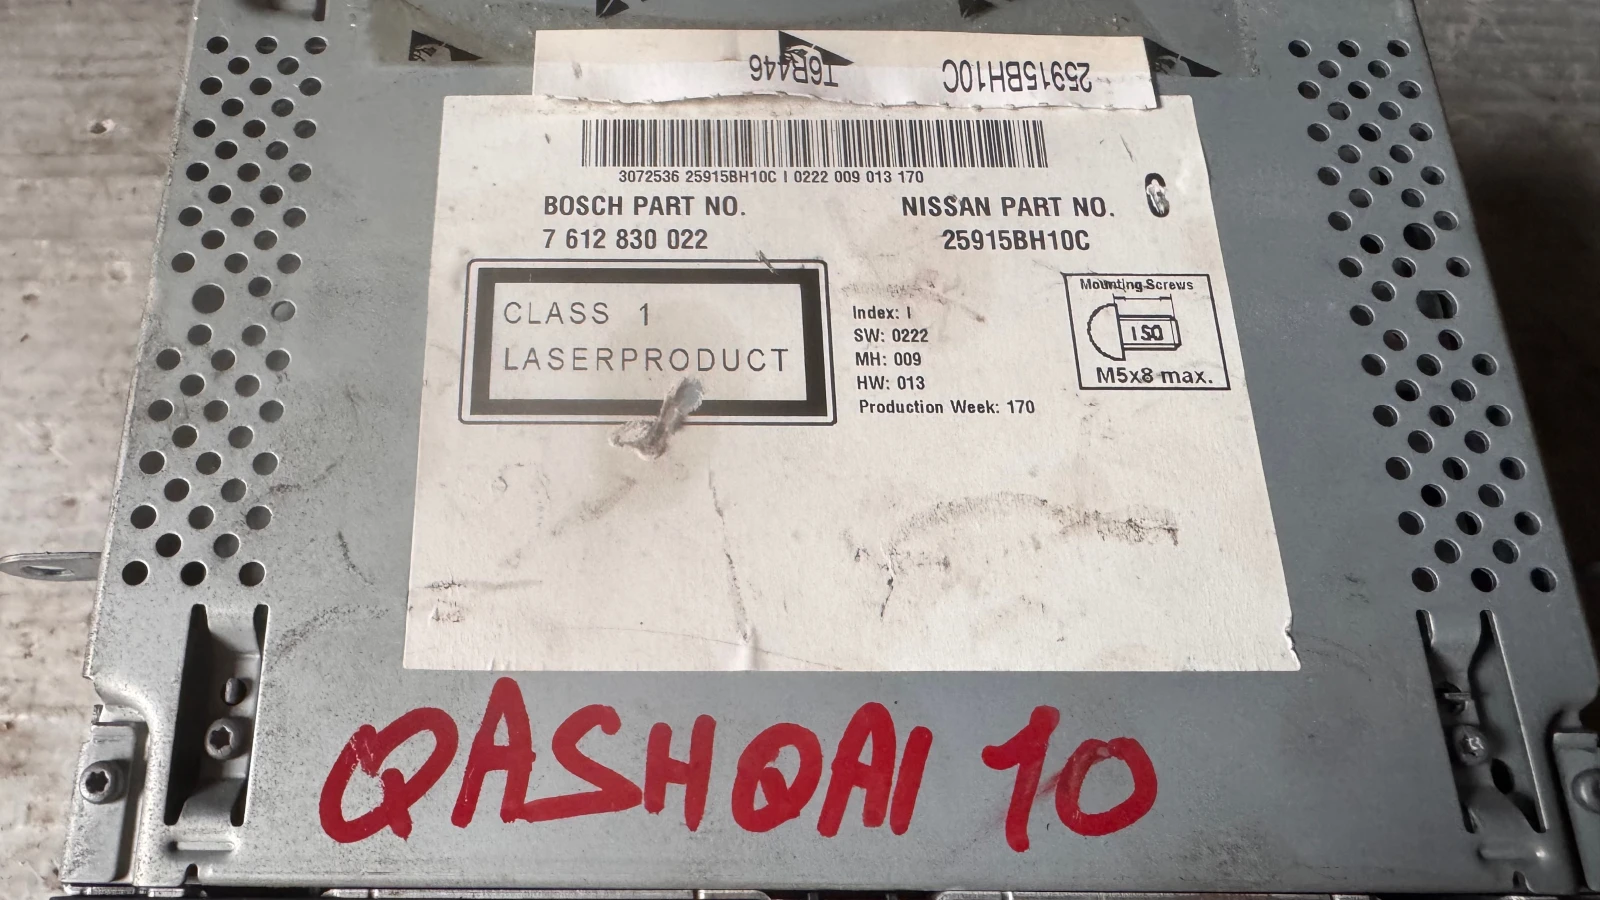 25915BH10C T6R446
3072536 25915BH10C I 0222 009 013 170
BOSCH PART NO.
7 612 830 022
NISSAN PART NO.
25915BH10C
CLASS 1
LASERPRODUCT
Index: I
SW: 0222
MH: 009
HW: 013
Production Week: 170
Mounting Screws
ISO
M5x8 max.
QASHQAI 10